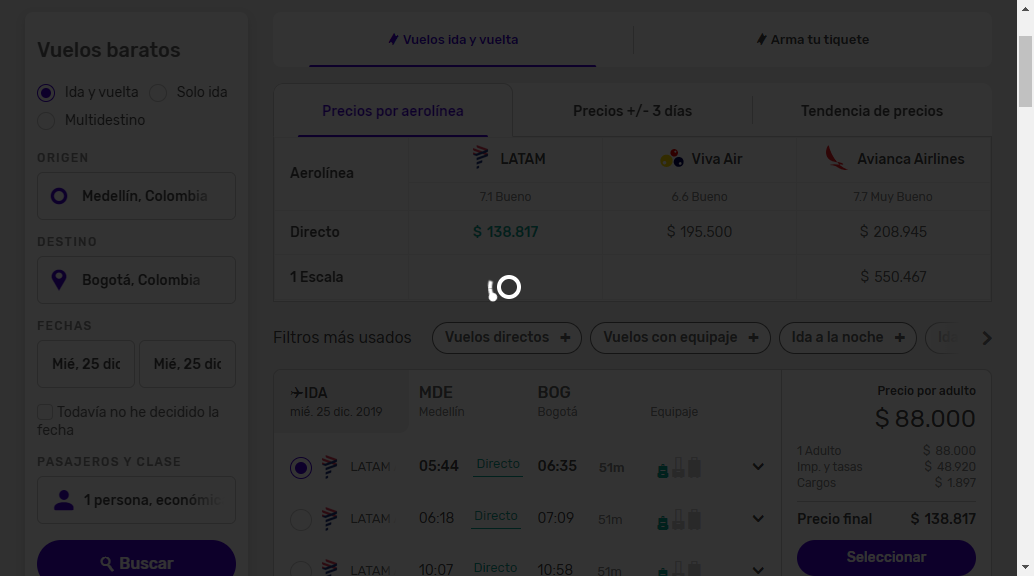 Vuelos baratos
Ida y vuelta
Solo ida
Multidestino
ORIGEN
Medellín, Colombia
DESTINO
Bogotá, Colombia
FECHAS
Mié, 25 dic
Mié, 25 dic
Todavía no he decidido la
fecha
PASAJEROS Y CLASE
1 persona, económic
Buscar
Vuelos ida y vuelta
Arma tu tiquete
Precios por aerolínea
Precios +/- 3 días
Tendencia de precios
Aerolínea
LATAM
Viva Air
Avianca Airlines
7.1 Bueno
6.6 Bueno
7.7 Muy Bueno
Directo
$ 138.817
$ 195.500
$ 208.945
1 Escala
$ 550.467
Filtros más usados
Vuelos directos +
Vuelos con equipaje +
Ida a la noche +
IDA
MDE
BOG
mié. 25 dic. 2019
Medellín
Bogotá
Equipaje
LATAM
05:44
Directo
06:35
51m
LATAM
06:18
Directo
07:09
51m
LATAM
10:07
Directo
10:58
51m
Precio por adulto
$ 88.000
1 Adulto
$ 88.000
Imp. y tasas
$ 48.920
Cargos
$ 1.897
Precio final
$ 138.817
Seleccionar